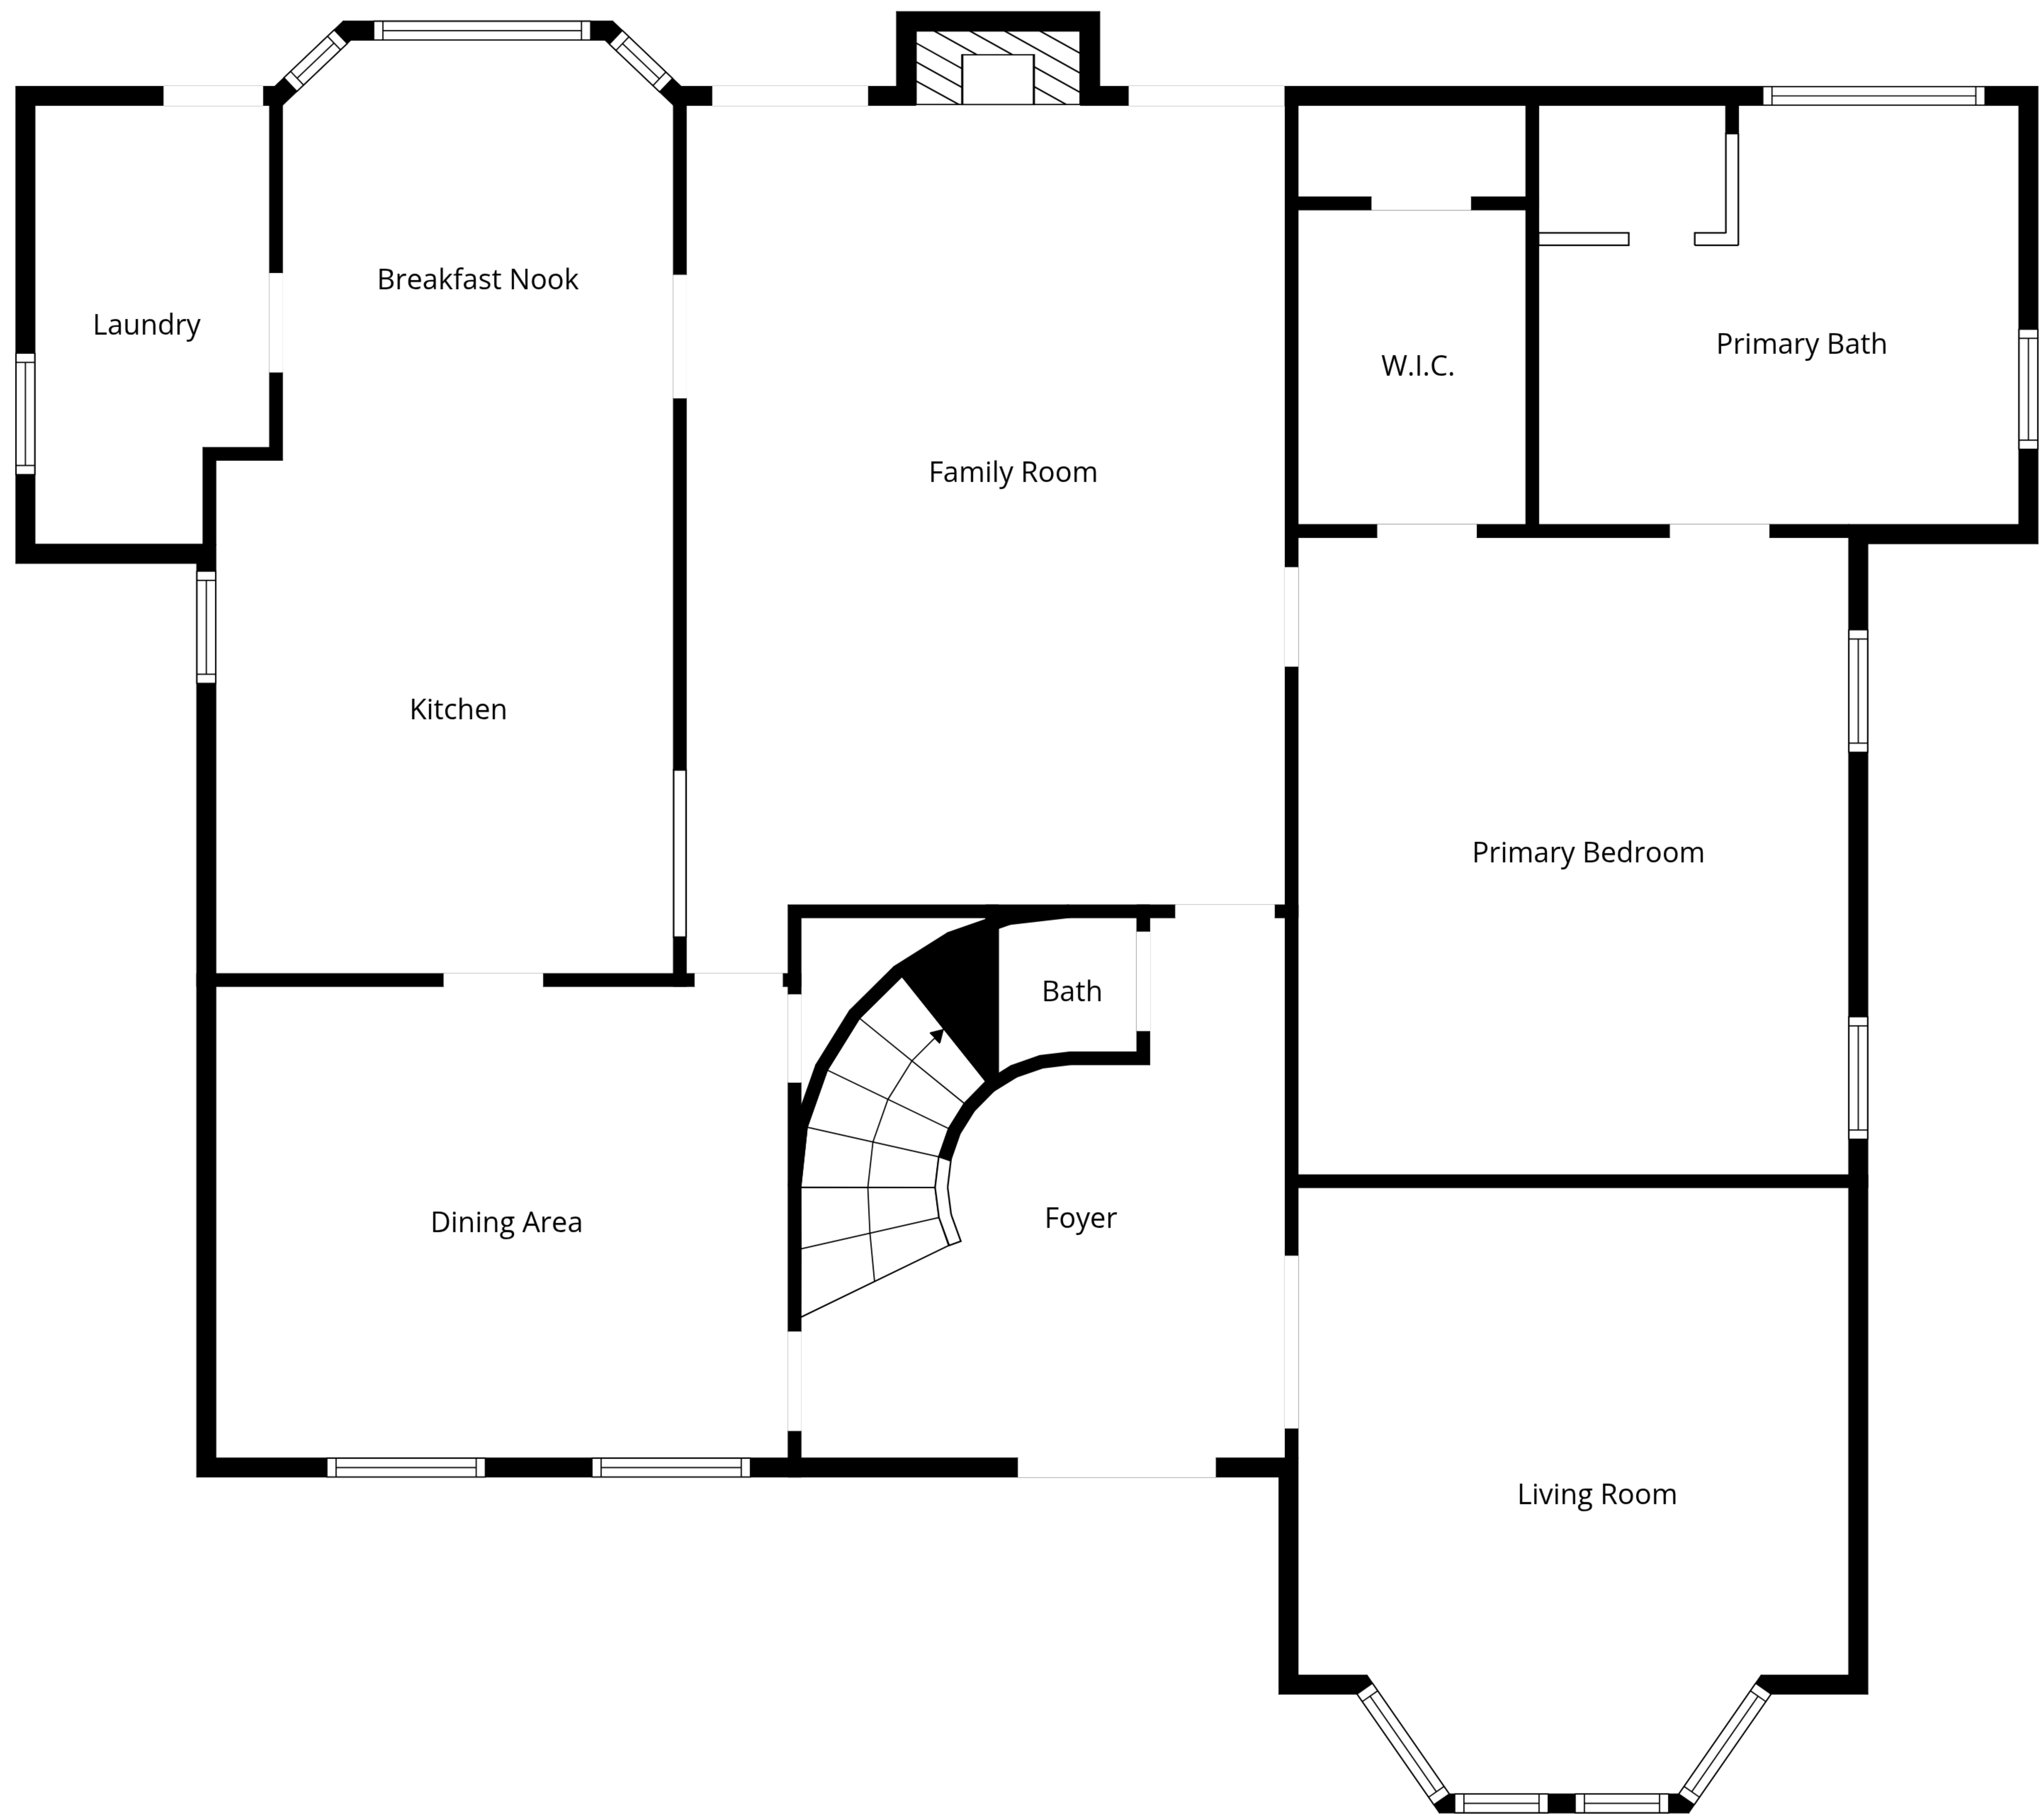 Breakfast Nook
Laundry
Primary Bath
W.I.C.
Family Room
Kitchen
Primary Bedroom
Bath
Foyer
Dining Area
Living Room